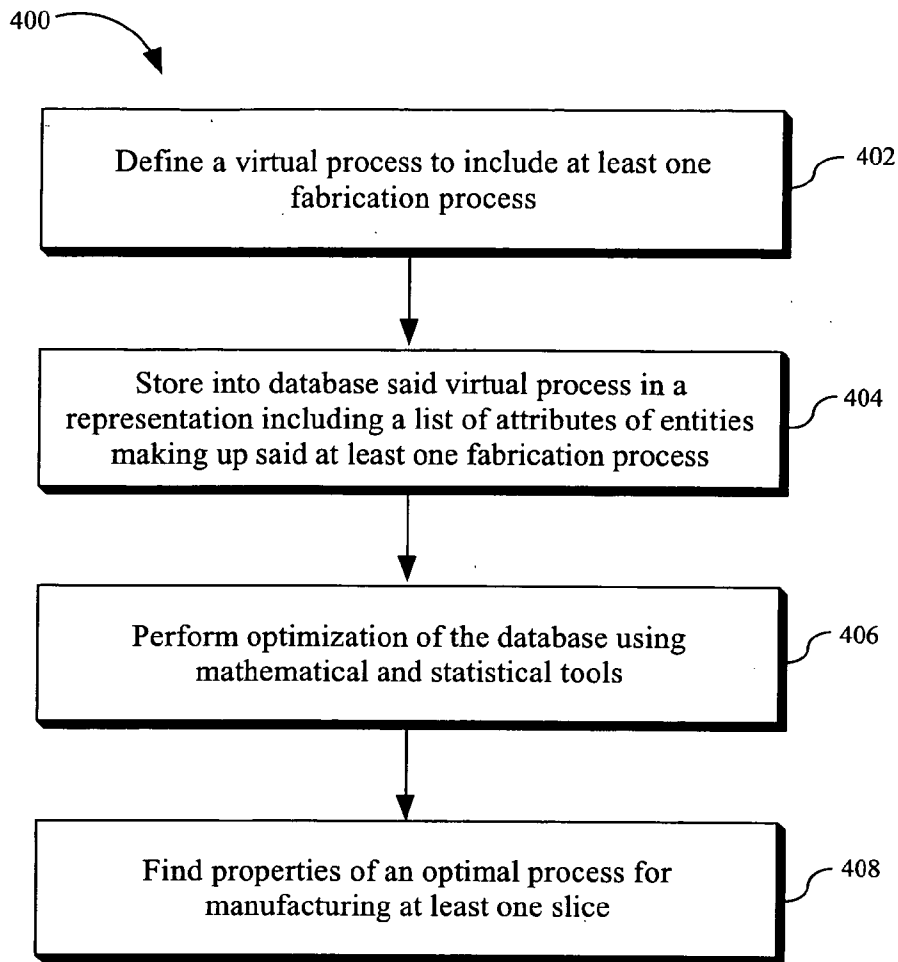 400
Define a virtual process to include at least one
fabrication process
402
Store into database said virtual process in a
representation including a list of attributes of entities
making up said at least one fabrication process
404
Perform optimization of the database using
mathematical and statistical tools
406
Find properties of an optimal process for
manufacturing at least one slice
408